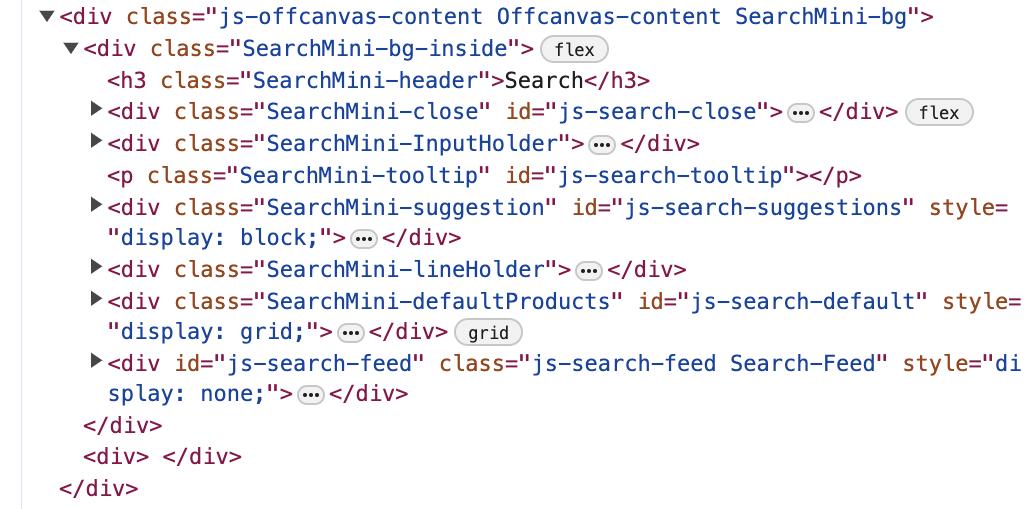 ▼<div class="js-offcanvas-content Offcanvas-content SearchMini-bg">
▼<div class="SearchMini-bg-inside"> flex
<h3 class="SearchMini-header">Search</h3>
▶<div class="SearchMini-close" id="js-search-close"> ••• </div> flex
▶<div class="SearchMini-InputHolder"> ••• </div>
<p class="SearchMini-tooltip" id="js-search-tooltip"></p>
▶<div class="SearchMini-suggestion" id="js-search-suggestions" style=
"display: block;"> ••• </div>
▶<div class="SearchMini-lineHolder"> ••• </div>
▶<div class="SearchMini-defaultProducts" id="js-search-default" style=
"display: grid;"> ••• </div> grid
▶<div id="js-search-feed" class="js-search-feed Search-Feed" style="di
splay: none;"> ••• </div>
</div>
<div> </div>
</div>